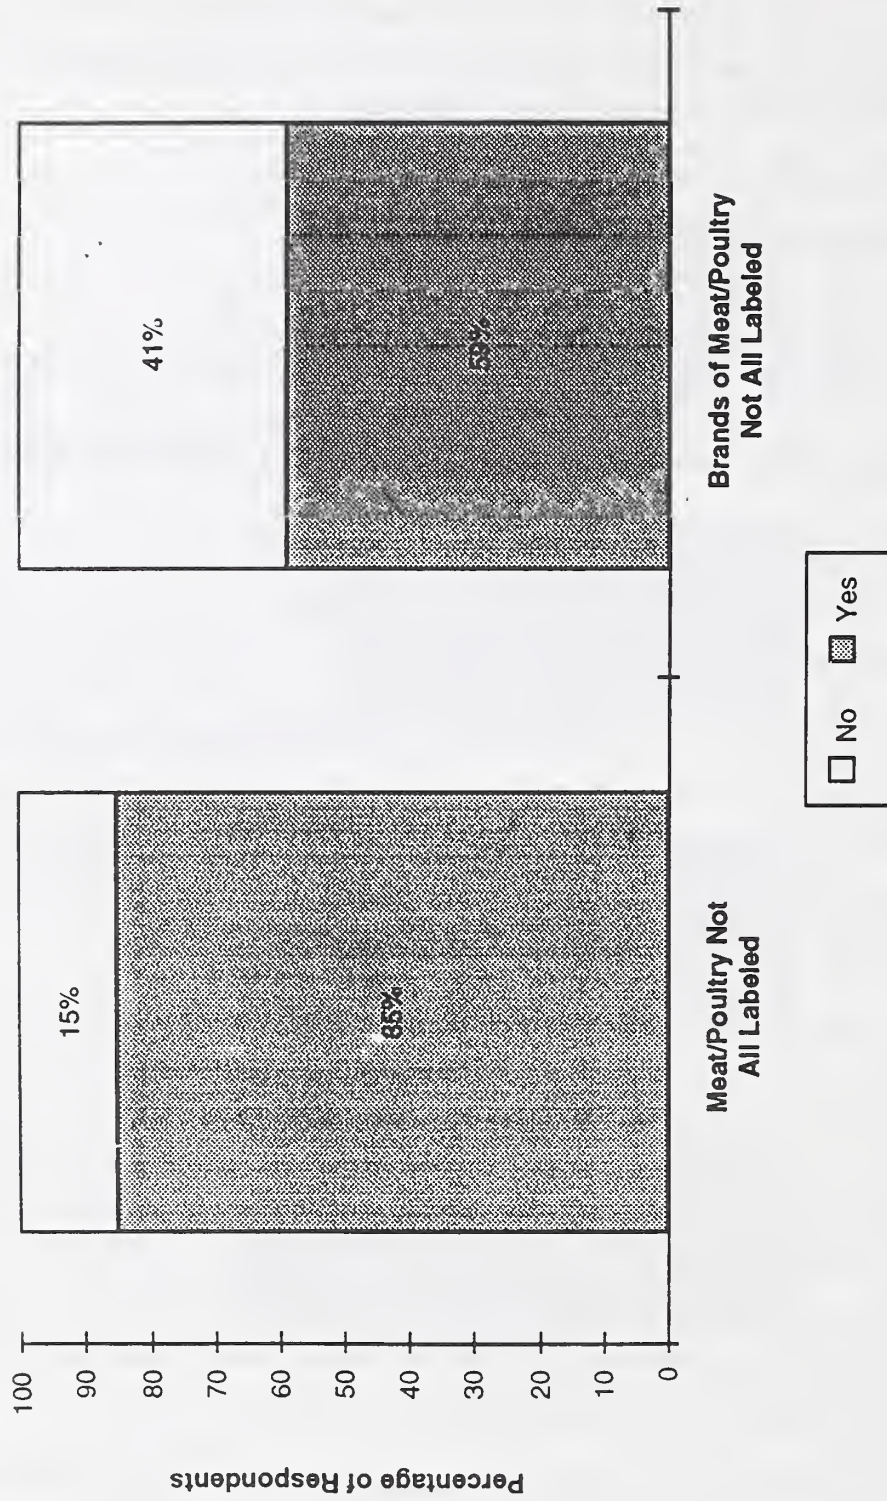 Percentage of Respondents
100
90
80
70
60
50
40
30
20
10
0
15%
85%
41%
59%
Meat/Poultry Not
All Labeled
Brands of Meat/Poultry
Not All Labeled
No
Yes